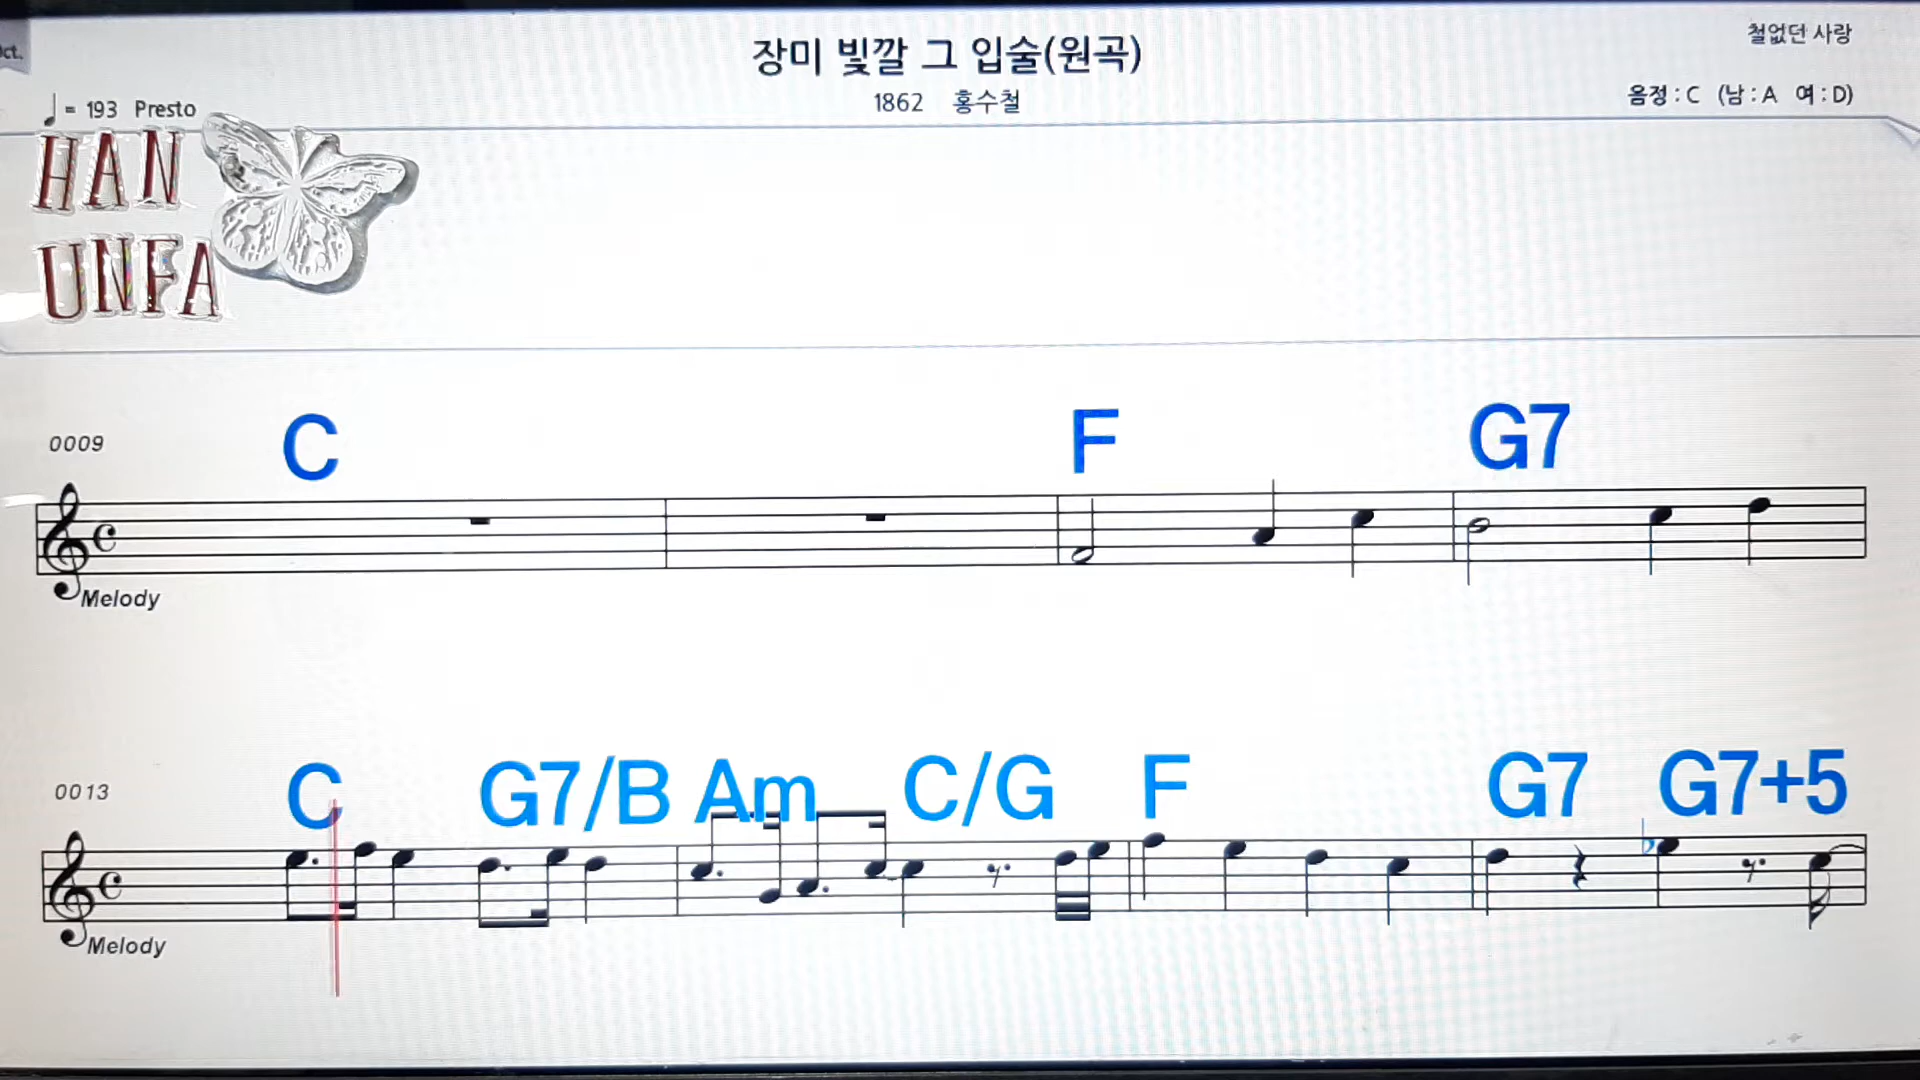 장미 빛깔 그 입술(원곡)
철없던 사랑
♩ = 193 Presto
1862 홍수철
음정 : C (남 : A 여 : D)
HAN
UNFA
0009
C F G7
Melody
0013
C G7/B Am C/G F G7 G7+5
Melody